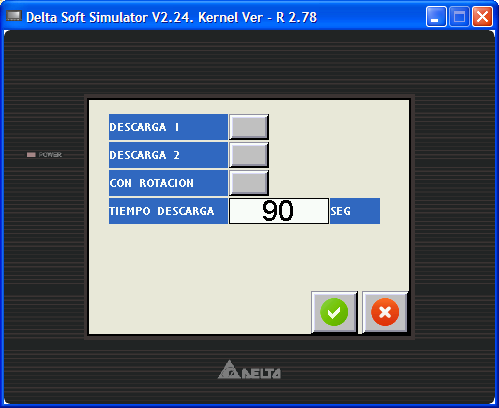 Delta Soft Simulator V2.24. Kernel Ver - R 2.78
DESCARGA 1
DESCARGA 2
CON ROTACION
TIEMPO DESCARGA 90 SEG
POWER
DELTA